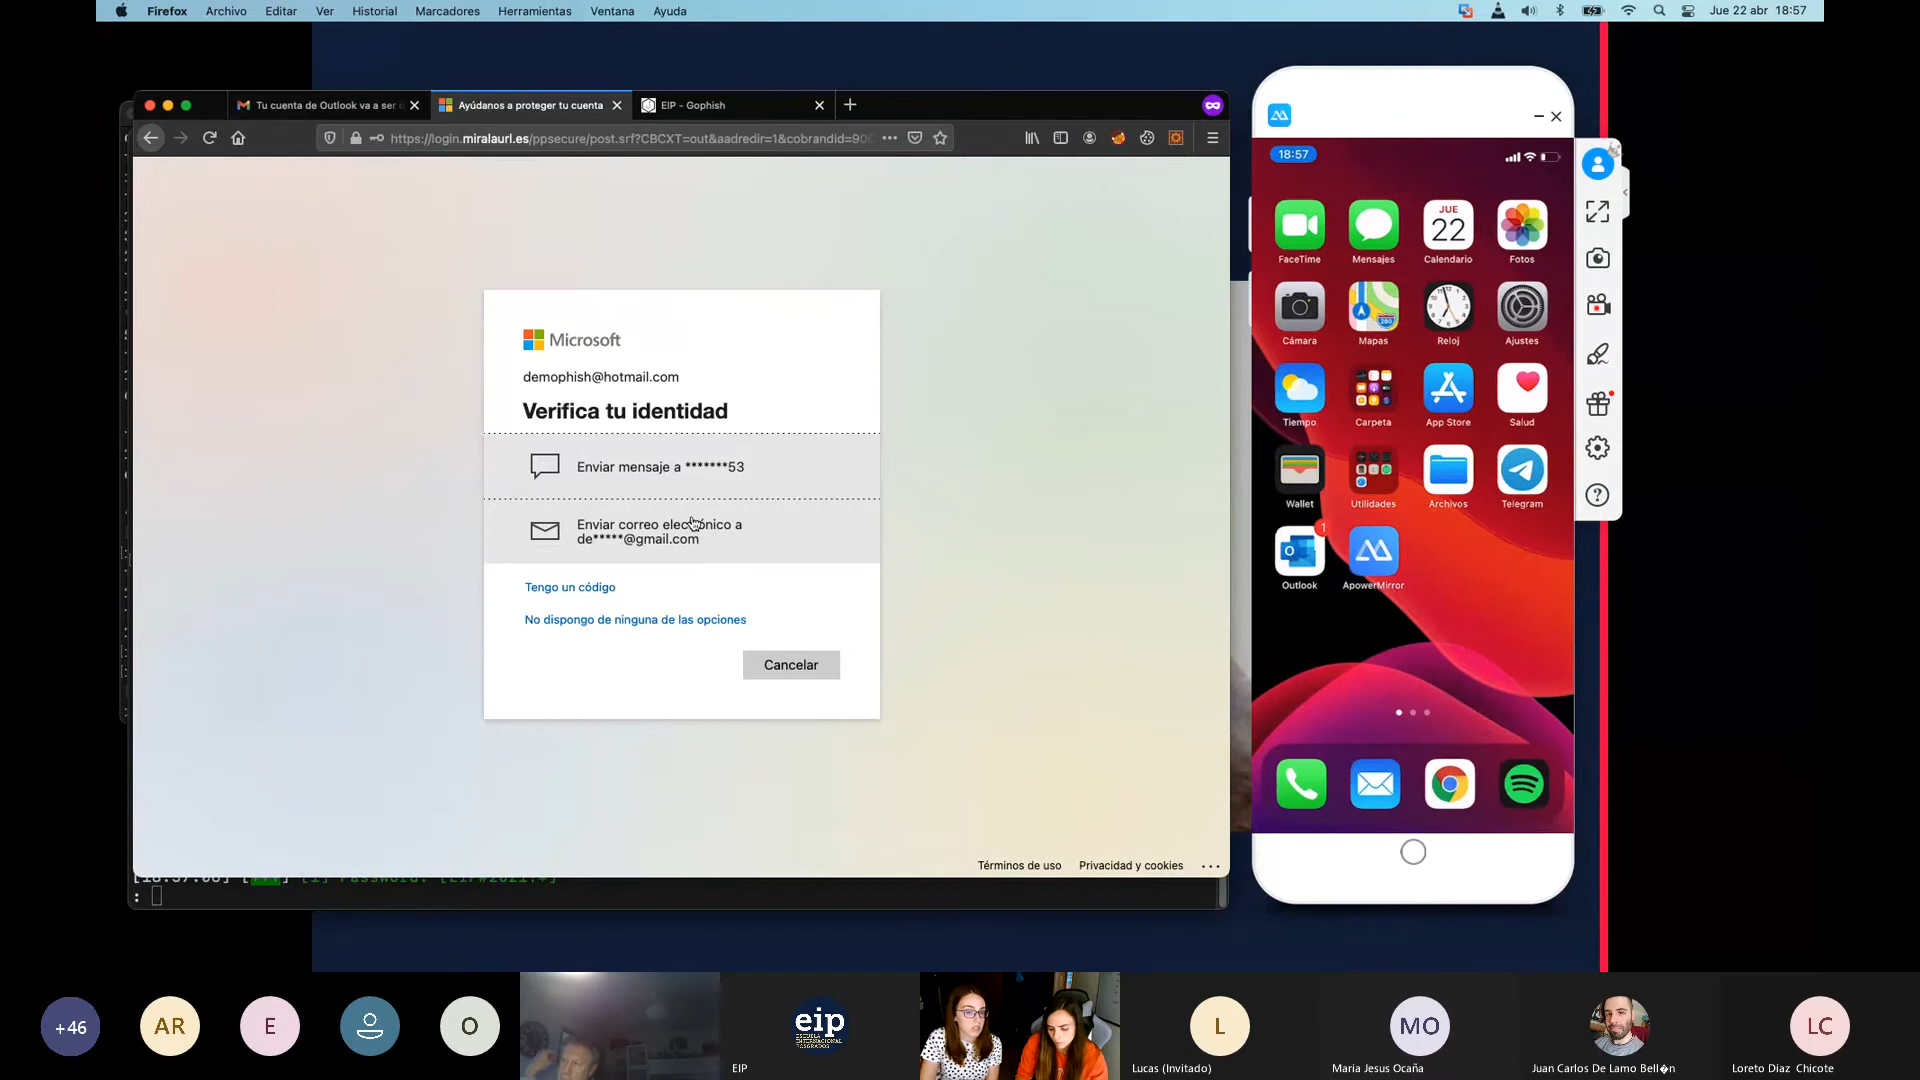 Firefox Archivo Editar Ver Historial Marcadores Herramientas Ventana Ayuda
Jue 22 abr 18:57
Tu cuenta de Outlook va a ser
Ayúdanos a proteger tu cuenta
EIP - Gophish
https://login.miralaurl.es/ppsecure/post.srf?CBCXT=out&aadredir=1&cobrandid=90
Microsoft
demophish@hotmail.com
Verifica tu identidad
Enviar mensaje a *******53
Enviar correo electrónico a
de*****@gmail.com
Tengo un código
No dispongo de ninguna de las opciones
Cancelar
Términos de uso Privacidad y cookies ...
:
18:57
JUE
22
FaceTime Mensajes Calendario Fotos
280
Cámara Mapas Reloj Ajustes
Tiempo Carpeta App Store Salud
Wallet Utilidades Archivos Telegram
1
Outlook ApowerMirror
+46
AR
E
O
eip
ESCUELA
INTERNACIONAL
POSGRADOS
EIP
L
Lucas (Invitado)
MO
Maria Jesus Ocaña
Juan Carlos De Lamo Bell�n
LC
Loreto Diaz Chicote